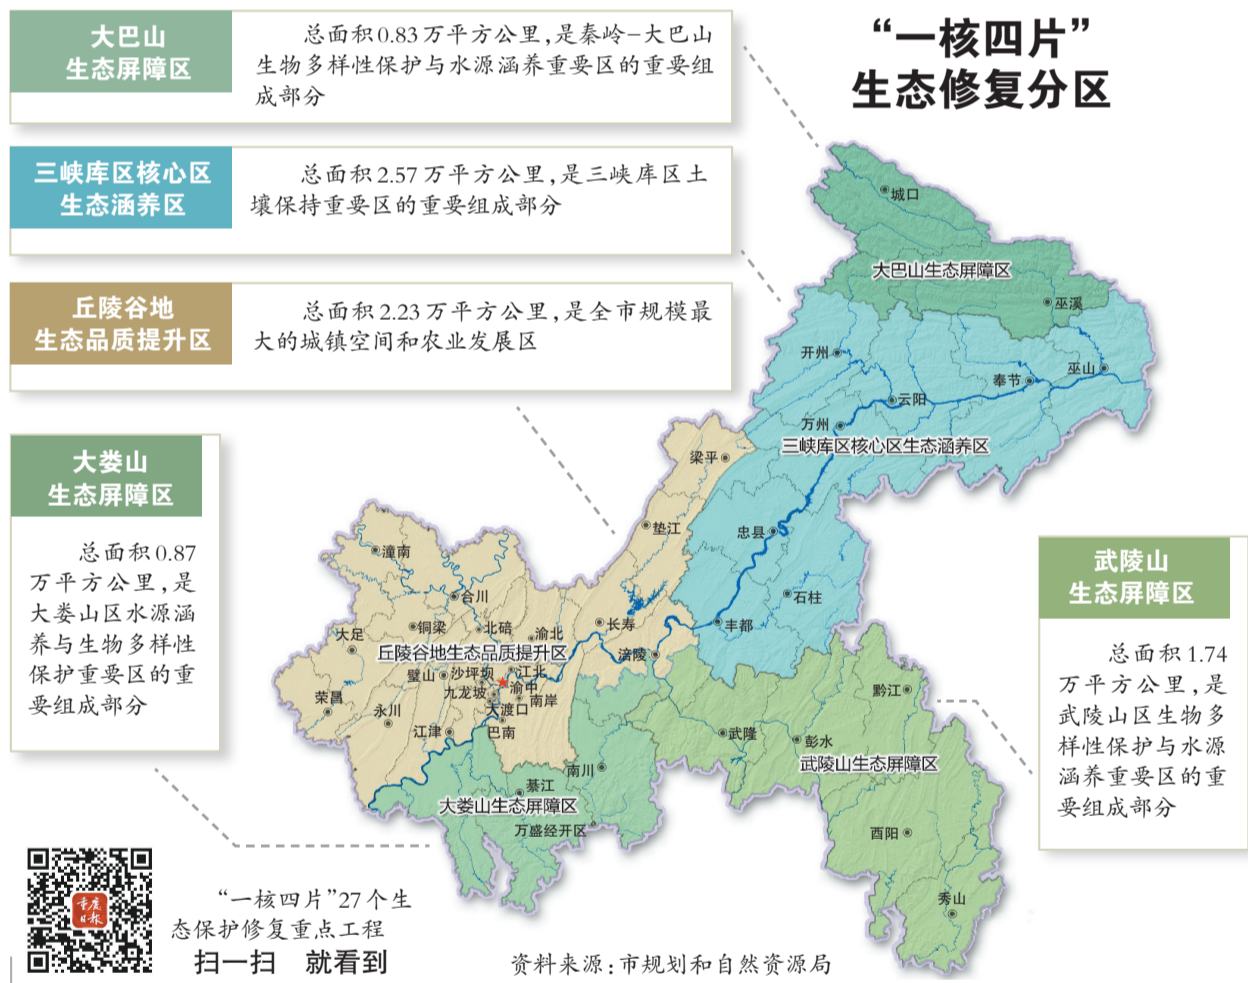 “一核四片”
生态修复分区
大巴山
生态屏障区
总面积0.83万平方公里,是秦岭-大巴山
生物多样性保护与水源涵养重要区的重要组
成部分
三峡库区核心区
生态涵养区
总面积2.57万平方公里,是三峡库区土
壤保持重要区的重要组成部分
丘陵谷地
生态品质提升区
总面积2.23万平方公里,是全市规模最
大的城镇空间和农业发展区
大娄山
生态屏障区
总面积0.87
万平方公里,是
大娄山区水源涵
养与生物多样性
保护重要区的重
要组成部分
武陵山
生态屏障区
总面积1.74
万平方公里,是
武陵山区生物多
样性保护与水源
涵养重要区的重
要组成部分
城口
大巴山生态屏障区
巫溪
开州
巫山
奉节
云阳
万州
三峡库区核心区生态涵养区
梁平
垫江
忠县
潼南
合川
石柱
铜梁
北碚
渝北
长寿
丰都
大足
丘陵谷地生态品质提升区
涪陵
璧山
沙坪坝
江北
九龙坡
渝中
南岸
荣昌
永川
大渡口
江津
巴南
黔江
武隆
彭水
武陵山生态屏障区
南川
綦江
大娄山生态屏障区
万盛经开区
酉阳
秀山
重庆
日报
“一核四片”27个生
态保护修复重点工程
扫一扫 就看到
资料来源:市规划和自然资源局